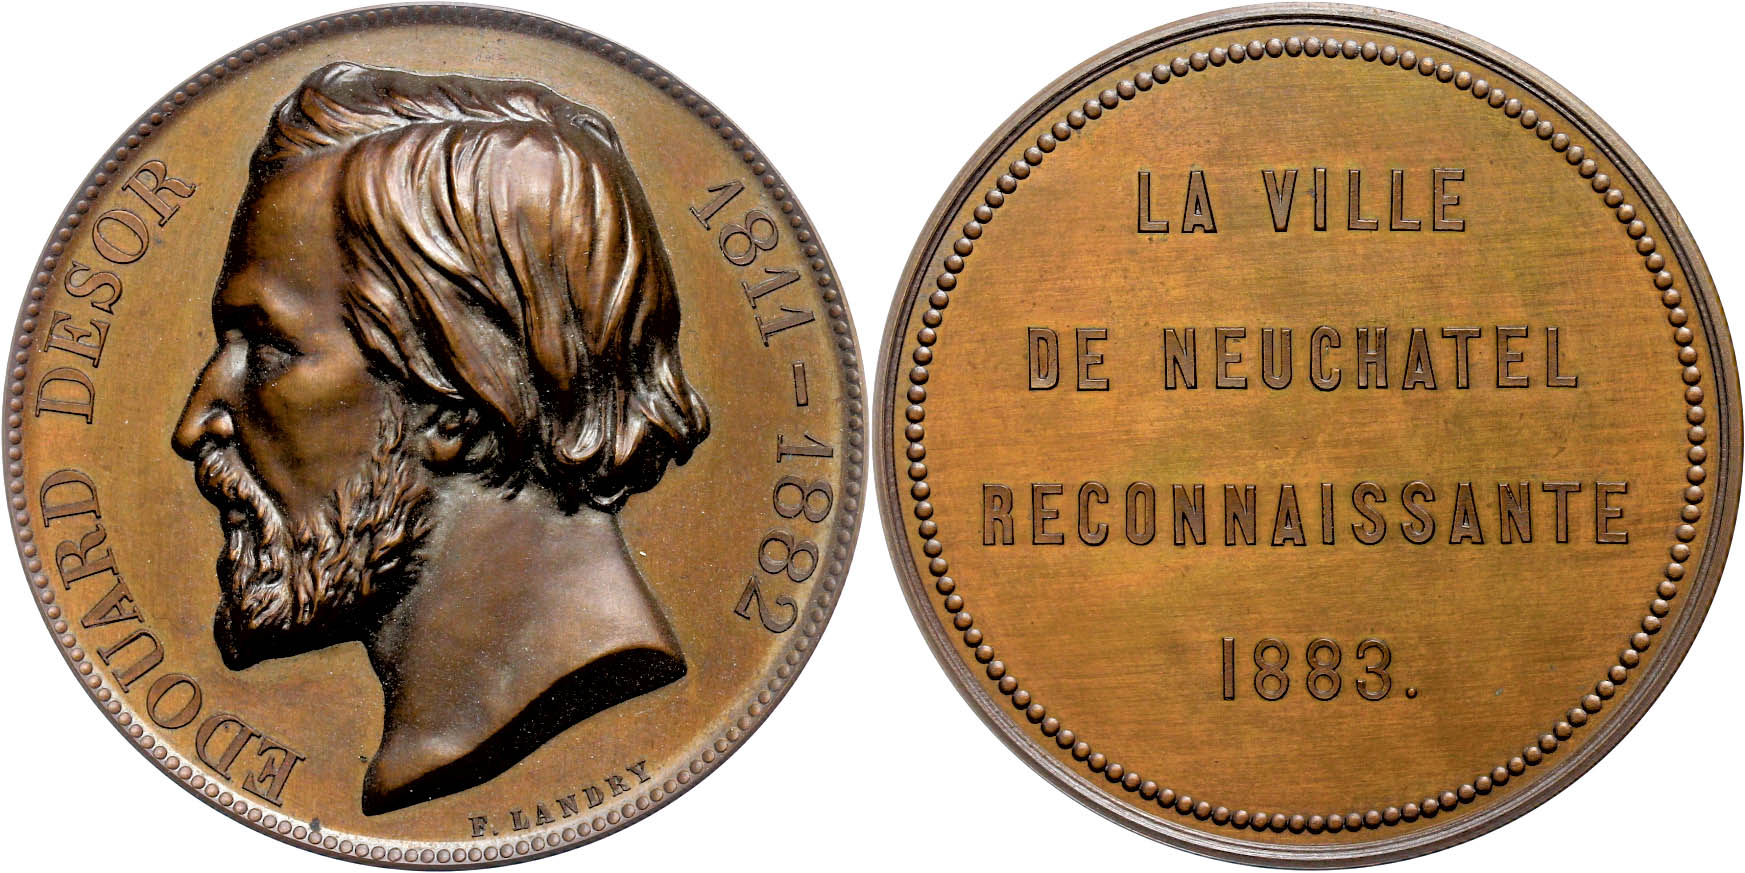 EDOUARD DESOR
1811-1882
F. LANDRY
LA VILLE
DE NEUCHATEL
RECONNAISSANTE
1883.